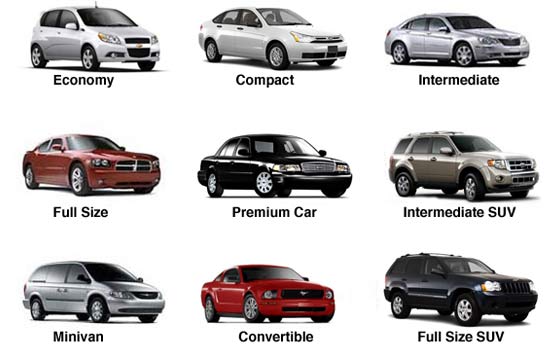 Economy
Compact
Intermediate
Full Size
Premium Car
Intermediate SUV
Minivan
Convertible
Full Size SUV